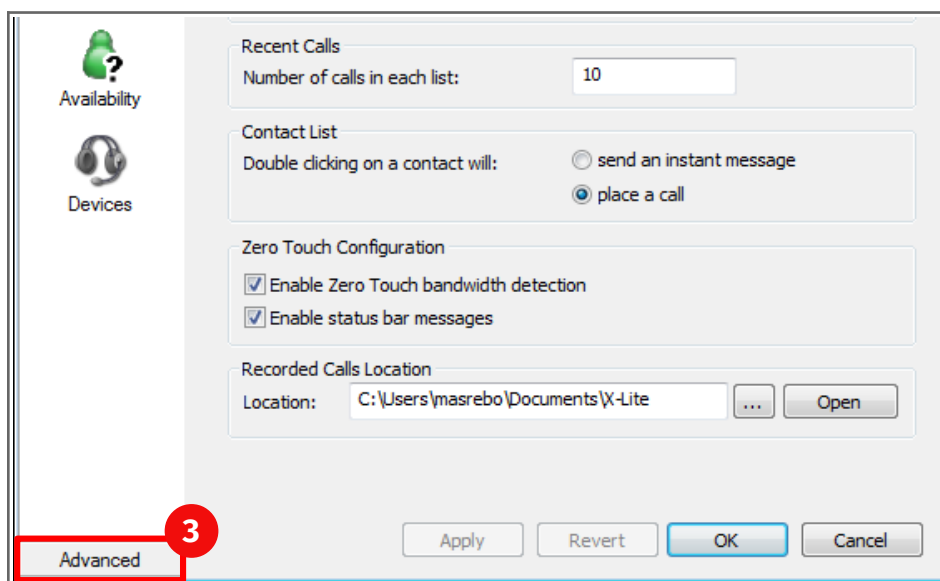 Availability
Devices
Recent Calls
Number of calls in each list: 10
Contact List
Double clicking on a contact will: send an instant message
place a call
Zero Touch Configuration
Enable Zero Touch bandwidth detection
Enable status bar messages
Recorded Calls Location
Location: C:\Users\masrebo\Documents\X-Lite ... Open
3
Advanced Apply Revert OK Cancel